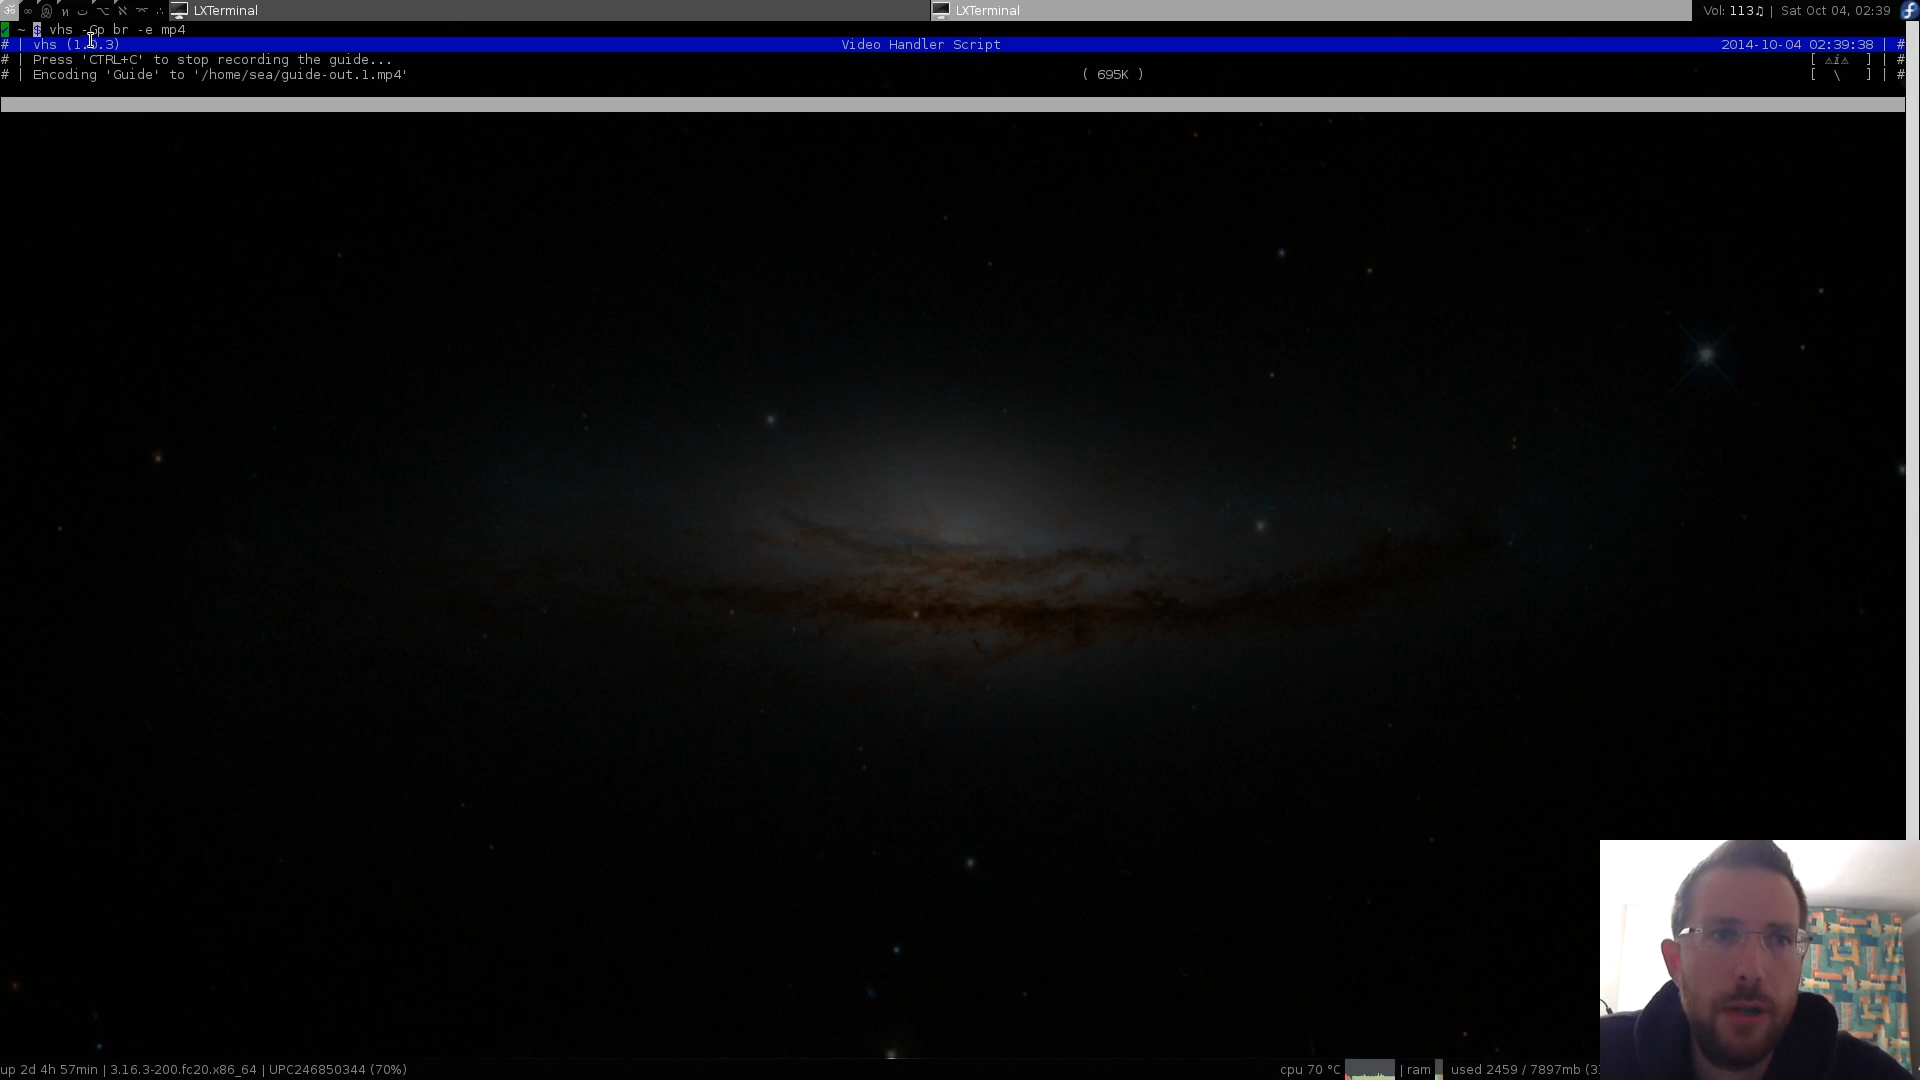 LXTerminal LXTerminal Vol: 113♫ | Sat Oct 04, 02:39
~ $ vhs -Gp br -e mp4
# | vhs (1.0.3) Video Handler Script 2014-10-04 02:39:38 | #
# | Press 'CTRL+C' to stop recording the guide... [ ⚠i⚠ ] | #
# | Encoding 'Guide' to '/home/sea/guide-out.1.mp4' ( 695K ) [ \ ] | #
up 2d 4h 57min | 3.16.3-200.fc20.x86_64 | UPC246850344 (70%) cpu 70 °C | ram used 2459 / 7897mb